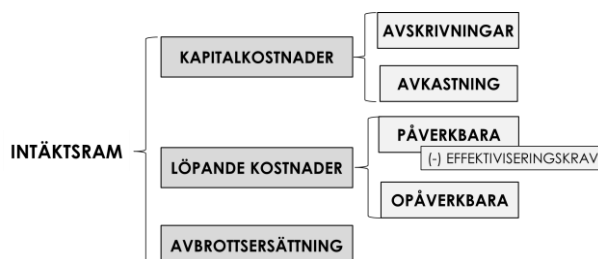 INTÄKTSRAM
KAPITALKOSTNADER
AVSKRIVNINGAR
AVKASTNING
LÖPANDE KOSTNADER
PÅVERKBARA
(-) EFFEKTIVISERINGSKRAV
OPÅVERKBARA
AVBROTTSERSÄTTNING